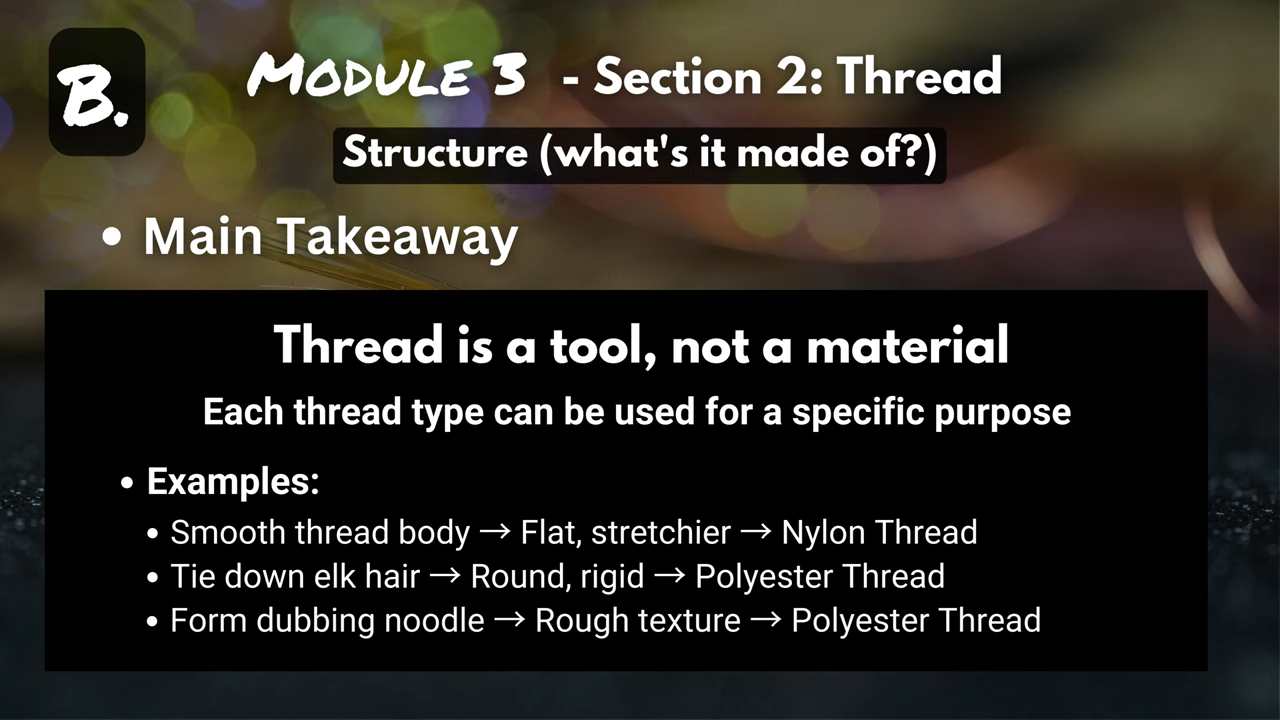 B.
Module 3 - Section 2: Thread
Structure (what's it made of?)
• Main Takeaway
Thread is a tool, not a material
Each thread type can be used for a specific purpose
• Examples:
• Smooth thread body → Flat, stretchier → Nylon Thread
• Tie down elk hair → Round, rigid → Polyester Thread
• Form dubbing noodle → Rough texture → Polyester Thread